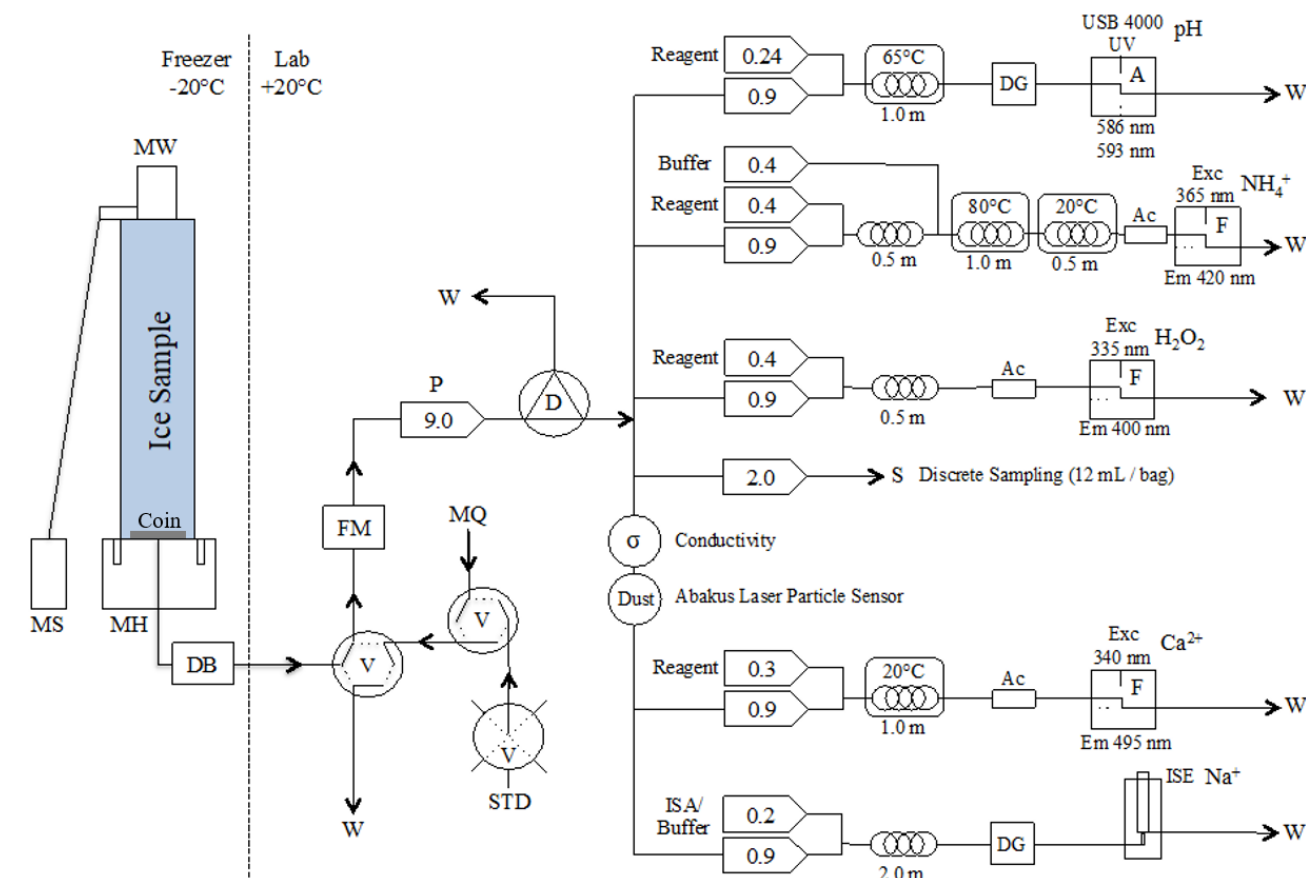 Freezer
-20°C
Lab
+20°C
MW
Ice Sample
Coin
MS
MH
DB
V
W
FM
MQ
V
V
STD
P
9.0
D
W
Reagent
0.24
0.9
65°C
1.0 m
DG
USB 4000
UV
pH
A
586 nm
593 nm
W
Buffer
0.4
Reagent
0.4
0.9
0.5 m
80°C
1.0 m
20°C
0.5 m
Ac
Exc
365 nm
NH₄⁺
F
Em 420 nm
W
Reagent
0.4
0.9
0.5 m
Ac
Exc
335 nm
H₂O₂
F
Em 400 nm
W
2.0
S Discrete Sampling (12 mL / bag)
σ Conductivity
Dust Abakus Laser Particle Sensor
Reagent
0.3
0.9
20°C
1.0 m
Ac
Exc
340 nm
Ca²⁺
F
Em 495 nm
W
ISA/
Buffer
0.2
0.9
2.0 m
DG
ISE Na⁺
W